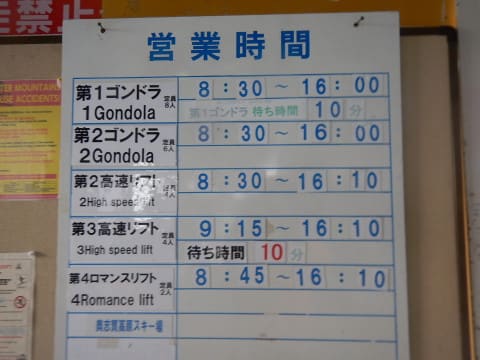 走禁止
営業時間
第1ゴンドラ 定員8人 8:30～16:00
1Gondola 第1ゴンドラ 待ち時間 10分
第2ゴンドラ 定員6人 8:30～16:00
2Gondola
第2高速リフト 定員4人 8:30～16:10
2High speed lift
第3高速リフト 定員4人 9:15～16:10
3High speed lift 待ち時間 10分
第4ロマンスリフト 定員2人 8:45～16:10
4Romance lift
奥志賀高原スキー場